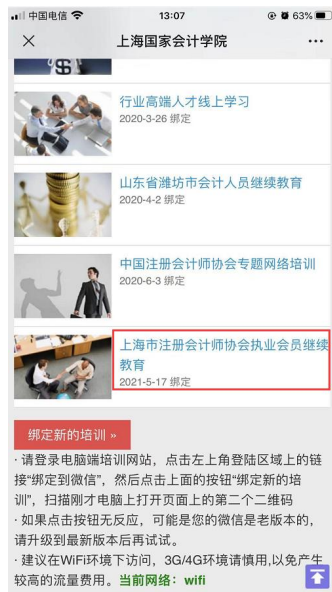 中国电信
13:07
63%
上海国家会计学院
行业高端人才线上学习
2020-3-26 绑定
山东省潍坊市会计人员继续教育
2020-4-2 绑定
中国注册会计师协会专题网络培训
2020-6-3 绑定
上海市注册会计师协会执业会员继续
教育
2021-5-17 绑定
绑定新的培训 »
· 请登录电脑端培训网站，点击左上角登陆区域上的链
接“绑定到微信”，然后点击上面的按钮“绑定新的培
训”，扫描刚才电脑上打开页面上的第二个二维码
· 如果点击按钮无反应，可能是您的微信是老版本的，
请升级到最新版本后再试试。
· 建议在WiFi环境下访问，3G/4G环境请慎用,以免产生
较高的流量费用。当前网络：wifi